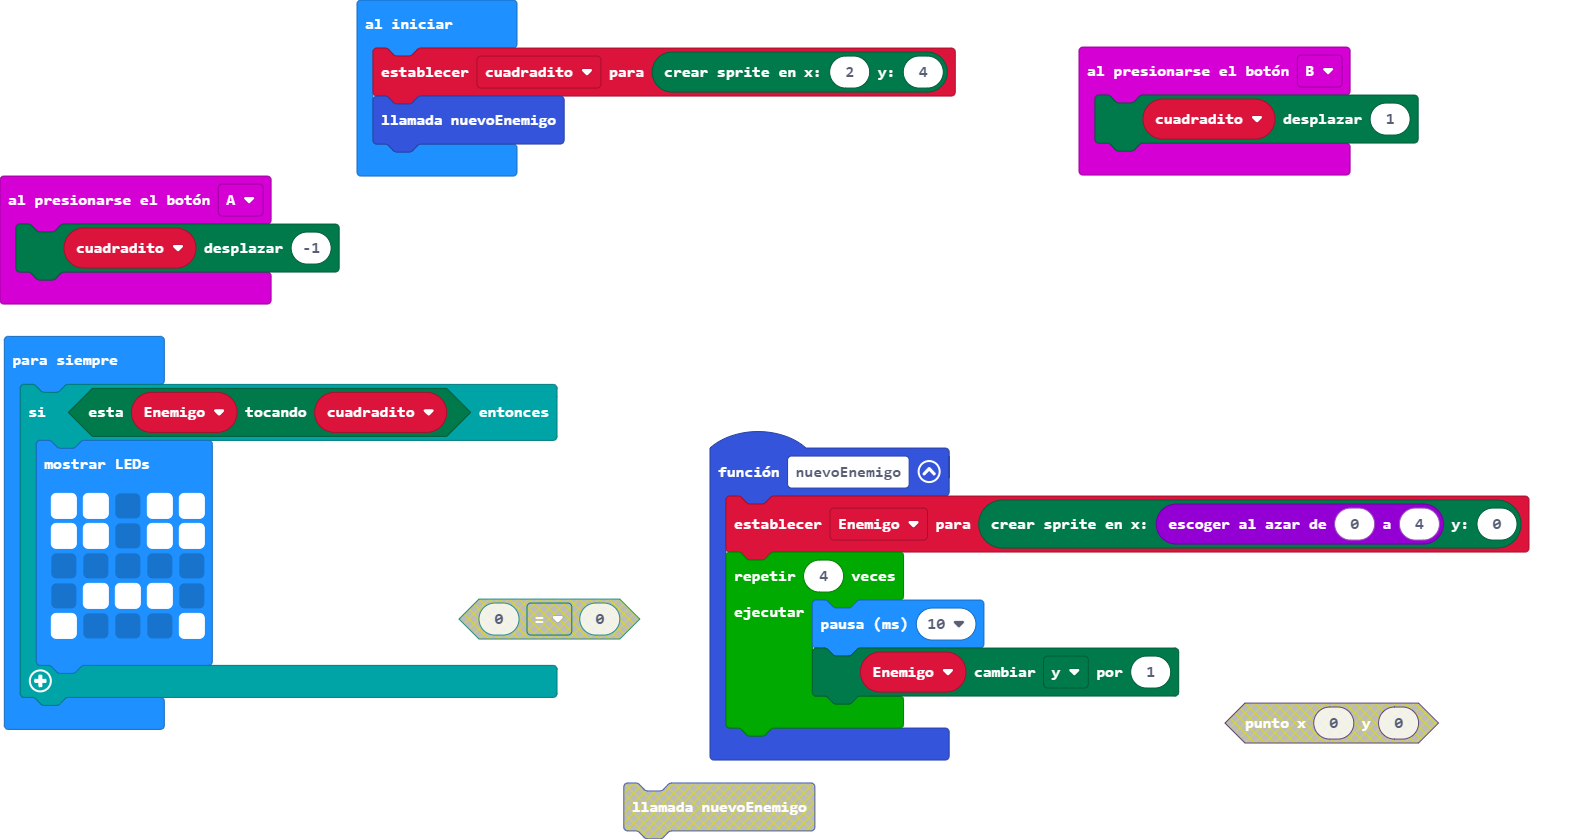 al iniciar
establecer cuadradito para crear sprite en x: 2 y: 4
llamada nuevoEnemigo
al presionarse el botón B
cuadradito desplazar 1
al presionarse el botón A
cuadradito desplazar -1
para siempre
si esta Enemigo tocando cuadradito entonces
mostrar LEDs
0 = 0
función nuevoEnemigo
establecer Enemigo para crear sprite en x: escoger al azar de 0 a 4 y: 0
repetir 4 veces
ejecutar
pausa (ms) 10
Enemigo cambiar y por 1
punto x 0 y 0
llamada nuevoEnemigo